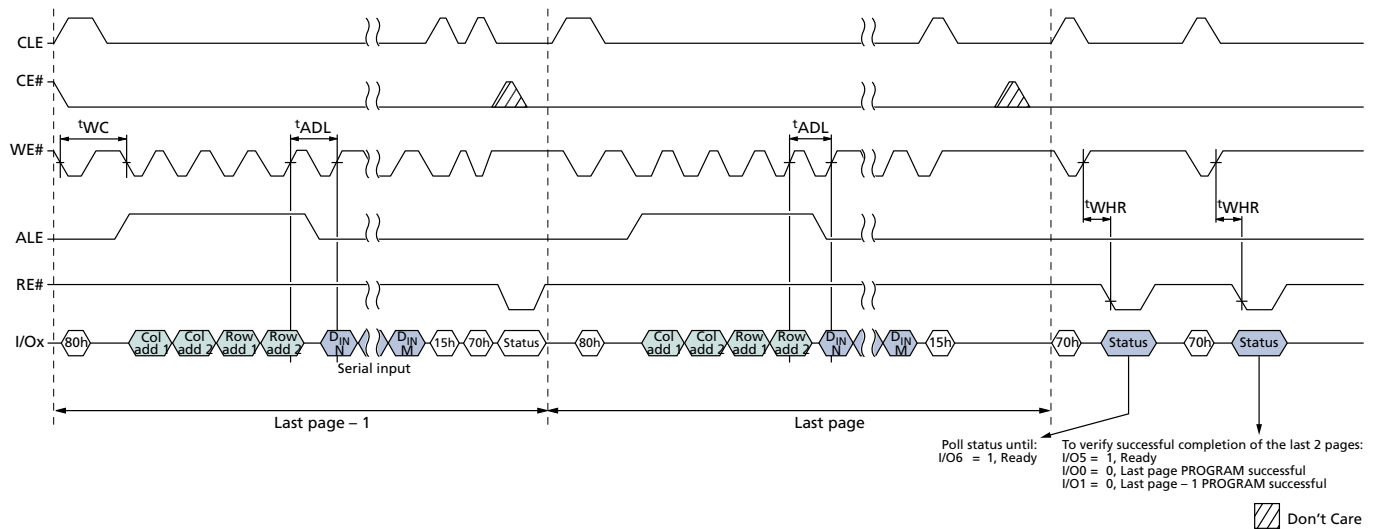 CLE
CE#
tWC
tADL
tADL
WE#
tWHR
tWHR
ALE
RE#
I/Ox
80h
Col add 1
Col add 2
Row add 1
Row add 2
DIN N
DIN M
15h
70h
Status
80h
Col add 1
Col add 2
Row add 1
Row add 2
DIN N
DIN M
15h
70h
Status
70h
Status
Serial input
Last page – 1
Last page
Poll status until:
I/O6 = 1, Ready
To verify successful completion of the last 2 pages:
I/O5 = 1, Ready
I/O0 = 0, Last page PROGRAM successful
I/O1 = 0, Last page – 1 PROGRAM successful
Don't Care